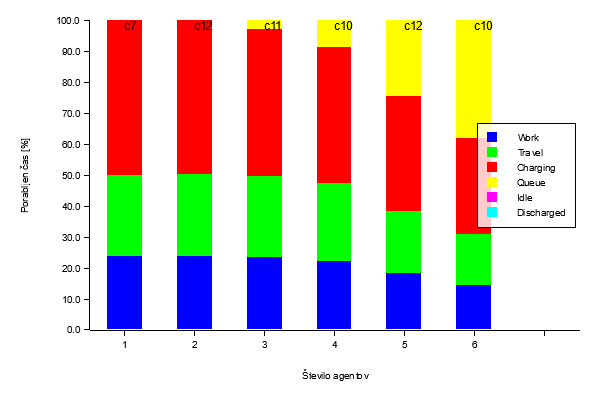 100.0
90.0
80.0
70.0
60.0
50.0
40.0
30.0
20.0
10.0
0.0
Porabljen čas [%]
c7 c12 c11 c10 c12 c10
Work
Travel
Charging
Queue
Idle
Discharged
1 2 3 4 5 6
Število agentov